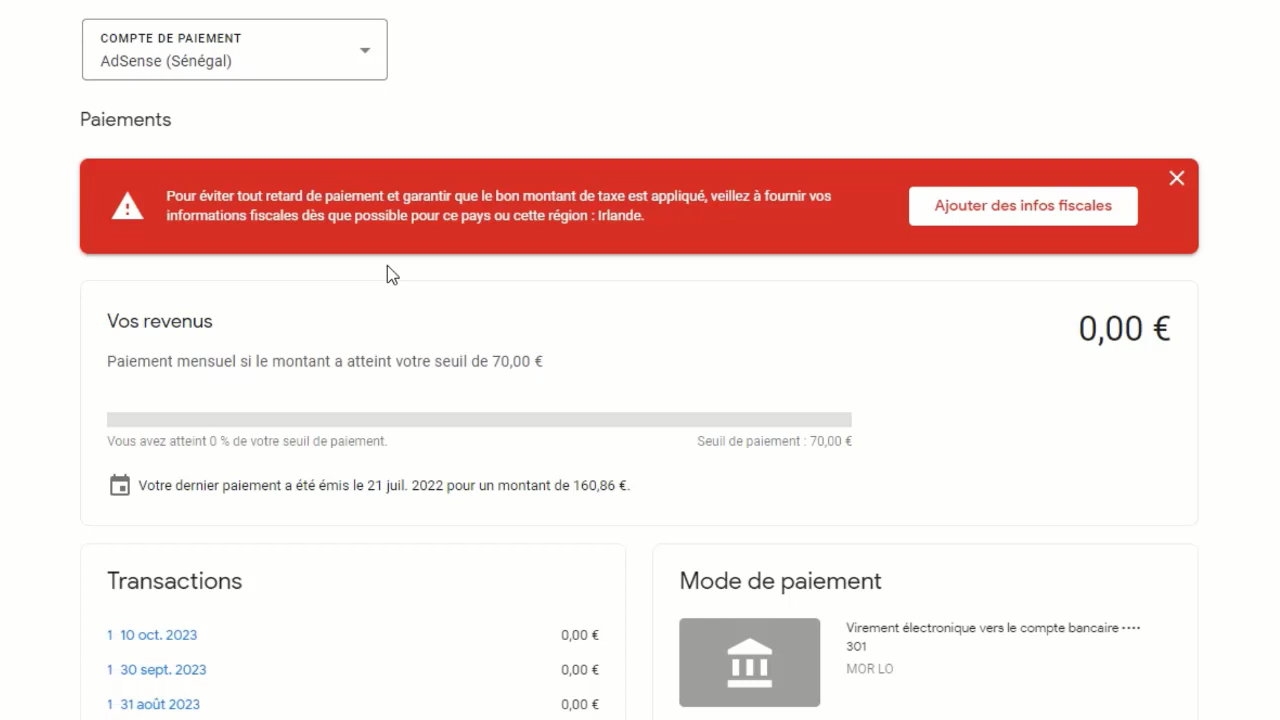 COMPTE DE PAIEMENT
AdSense (Sénégal)
Paiements
Pour éviter tout retard de paiement et garantir que le bon montant de taxe est appliqué, veillez à fournir vos
informations fiscales dès que possible pour ce pays ou cette région : Irlande.
Ajouter des infos fiscales
Vos revenus
0,00 €
Paiement mensuel si le montant a atteint votre seuil de 70,00 €
Vous avez atteint 0 % de votre seuil de paiement.
Seuil de paiement : 70,00 €
Votre dernier paiement a été émis le 21 juil. 2022 pour un montant de 160,86 €.
Transactions
1 10 oct. 2023 0,00 €
1 30 sept. 2023 0,00 €
1 31 août 2023 0,00 €
Mode de paiement
Virement électronique vers le compte bancaire ••••
301
MOR LO